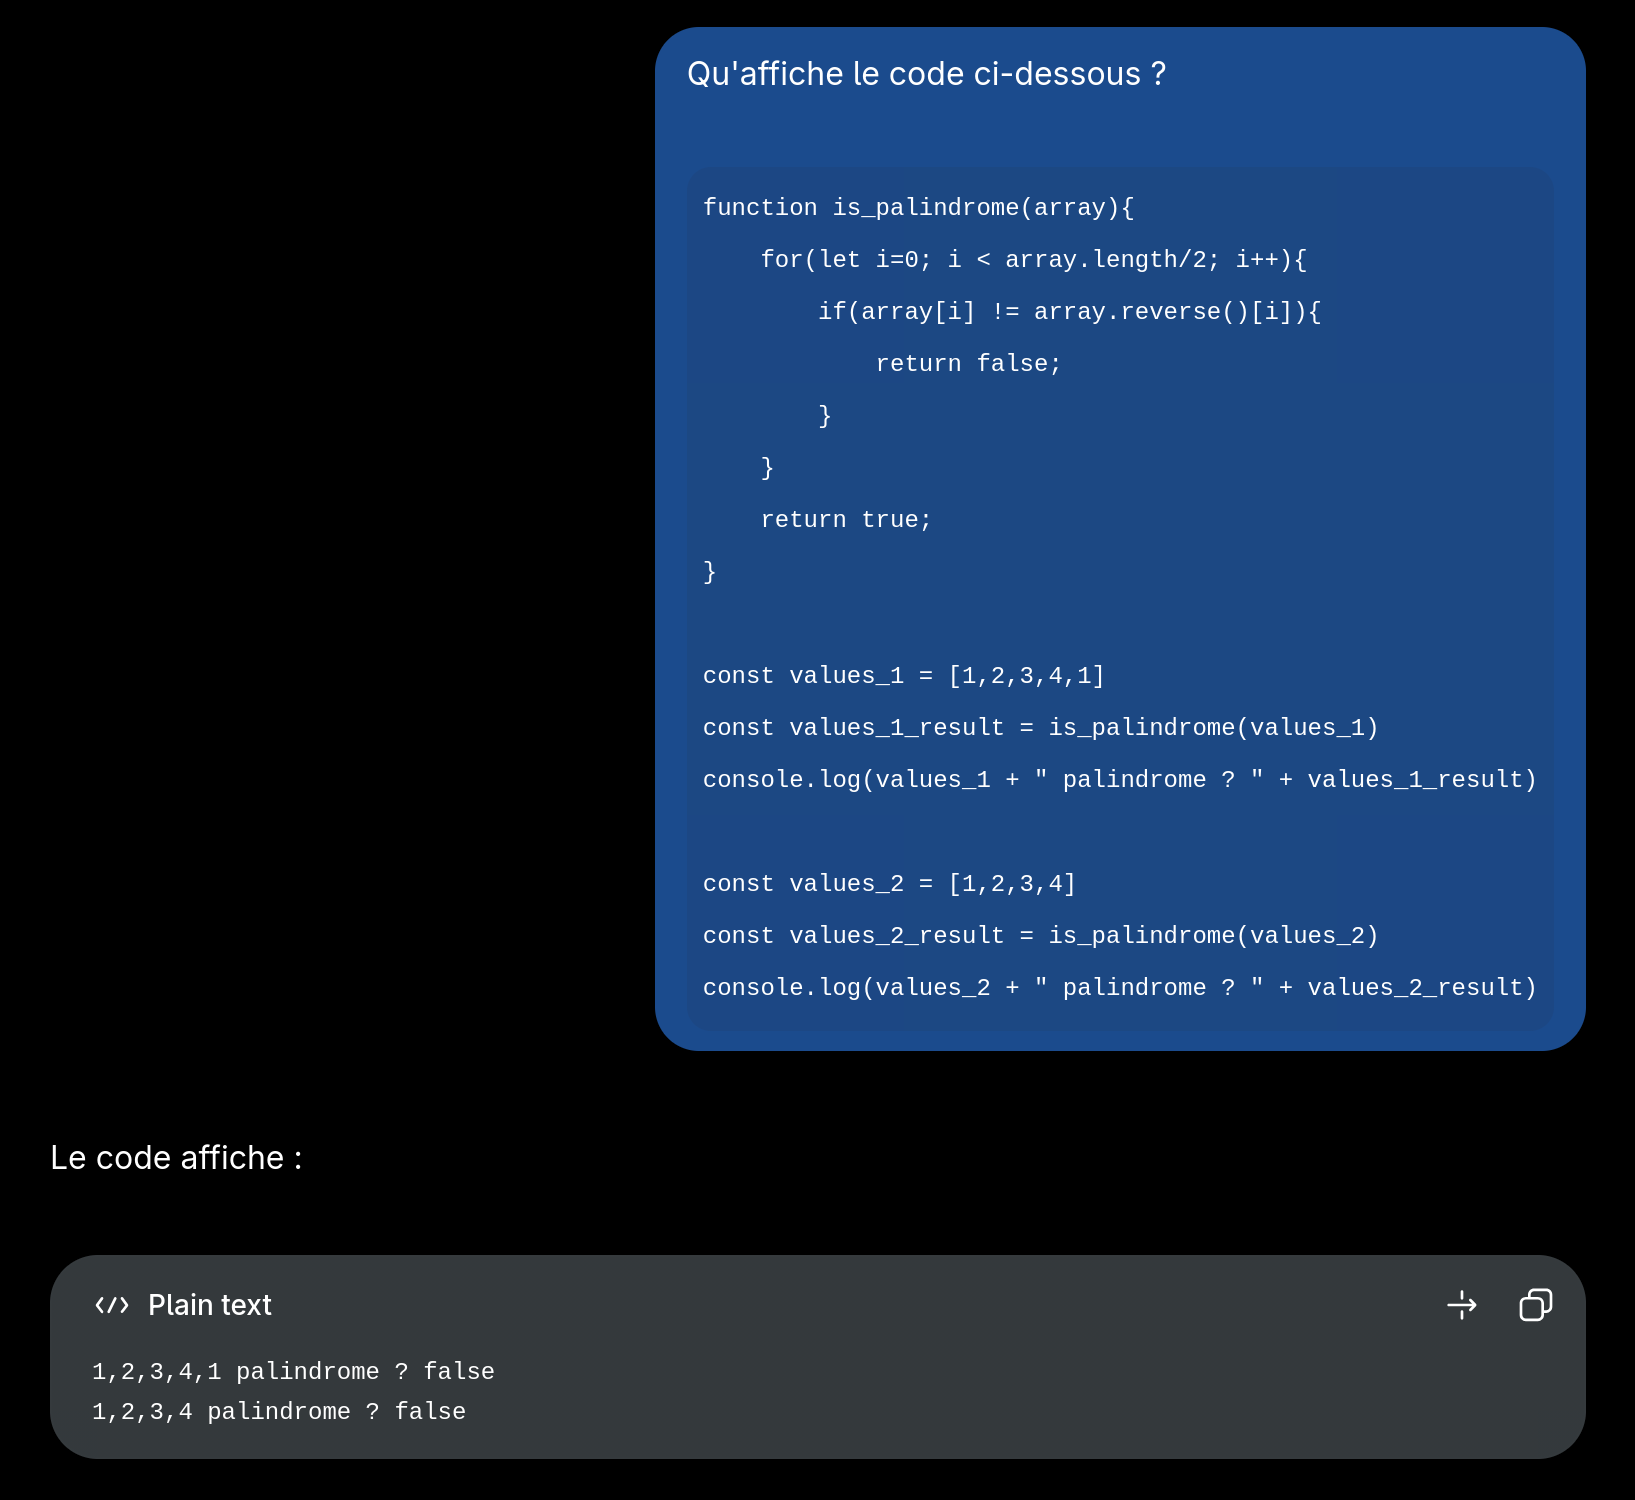 Qu'affiche le code ci-dessous ?
function is_palindrome(array){
    for(let i=0; i < array.length/2; i++){
        if(array[i] != array.reverse()[i]){
            return false;
        }
    }
    return true;
}
const values_1 = [1,2,3,4,1]
const values_1_result = is_palindrome(values_1)
console.log(values_1 + " palindrome ? " + values_1_result)
const values_2 = [1,2,3,4]
const values_2_result = is_palindrome(values_2)
console.log(values_2 + " palindrome ? " + values_2_result)
Le code affiche :
Plain text
1,2,3,4,1 palindrome ? false
1,2,3,4 palindrome ? false